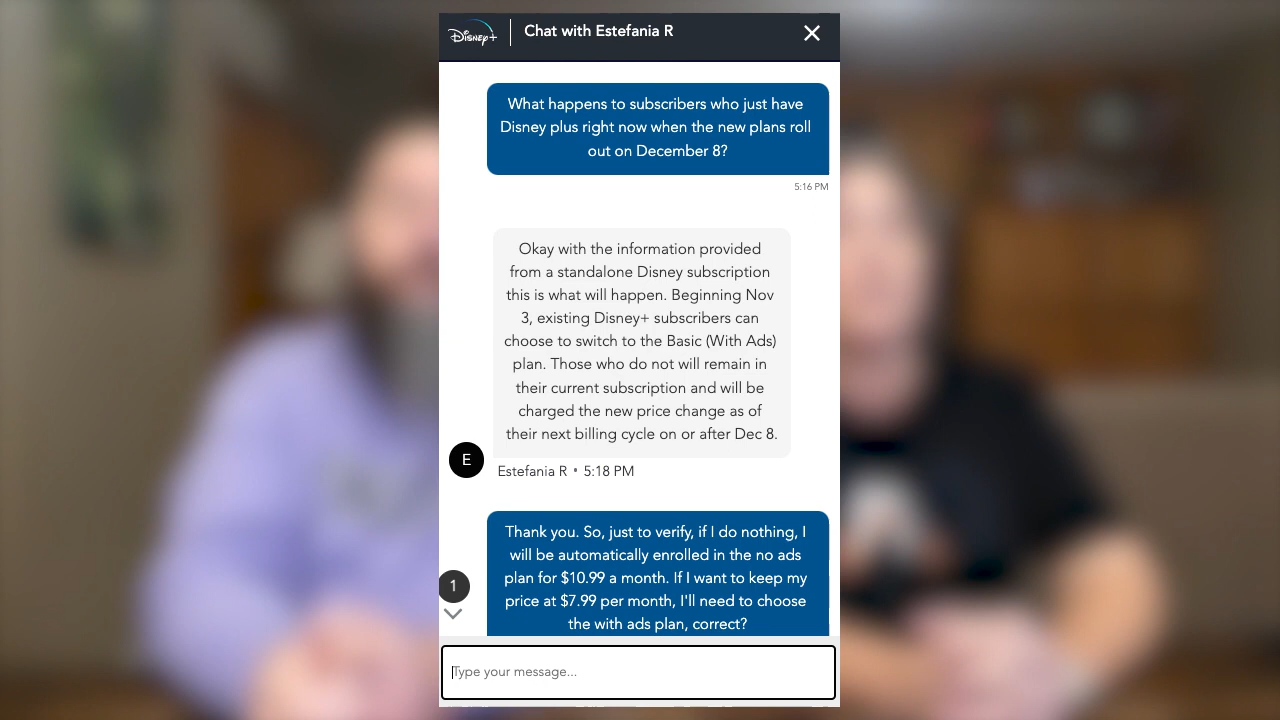 Disney+
Chat with Estefania R
What happens to subscribers who just have
Disney plus right now when the new plans roll
out on December 8?
5:16 PM
Okay with the information provided
from a standalone Disney subscription
this is what will happen. Beginning Nov
3, existing Disney+ subscribers can
choose to switch to the Basic (With Ads)
plan. Those who do not will remain in
their current subscription and will be
charged the new price change as of
their next billing cycle on or after Dec 8.
E
Estefania R • 5:18 PM
Thank you. So, just to verify, if I do nothing, I
will be automatically enrolled in the no ads
plan for $10.99 a month. If I want to keep my
price at $7.99 per month, I'll need to choose
the with ads plan, correct?
1
Type your message...